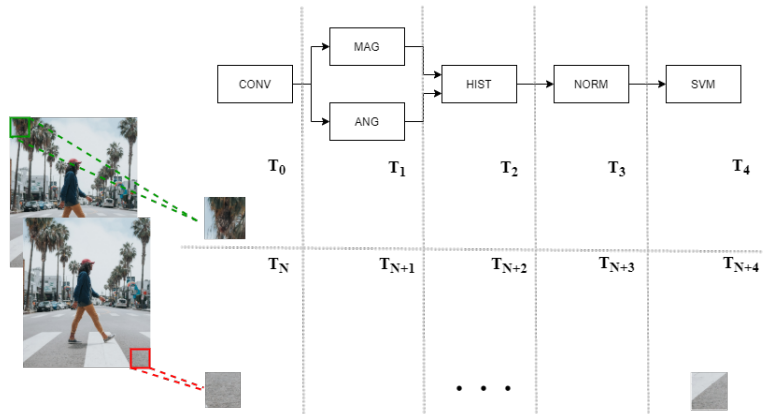 MAG
CONV
HIST
NORM
SVM
ANG
T0 T1 T2 T3 T4
TN TN+1 TN+2 TN+3 TN+4
. . .